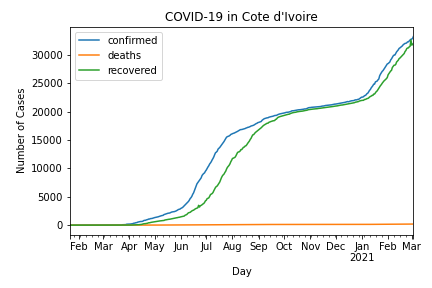 COVID-19 in Cote d'Ivoire
confirmed
deaths
recovered
Number of Cases
30000
25000
20000
15000
10000
5000
0
Feb Mar Apr May Jun Jul Aug Sep Oct Nov Dec Jan Feb Mar
2021
Day